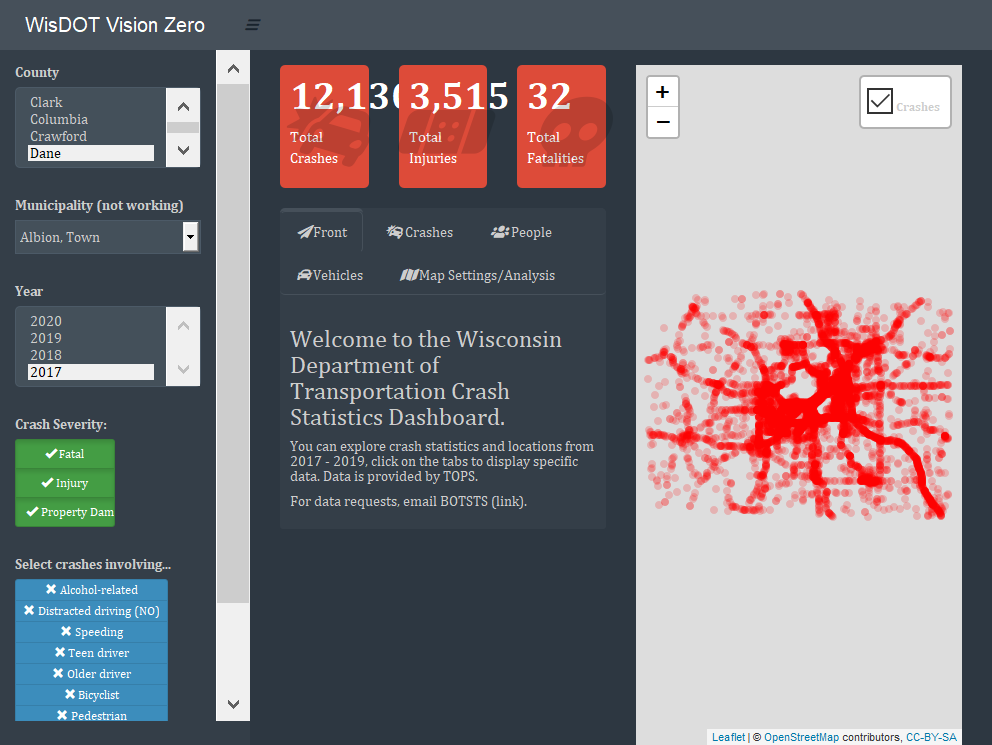 WisDOT Vision Zero
County
Clark
Columbia
Crawford
Dane
Municipality (not working)
Albion, Town
Year
2020
2019
2018
2017
Crash Severity:
Fatal
Injury
Property Dam
Select crashes involving...
Alcohol-related
Distracted driving (NO)
Speeding
Teen driver
Older driver
Bicyclist
Pedestrian
Total
Crashes
3,515
Total
Injuries
32
Total
Fatalities
Front
Crashes
People
Vehicles
Map Settings/Analysis
Welcome to the Wisconsin
Department of
Transportation Crash
Statistics Dashboard.
You can explore crash statistics and locations from
2017 - 2019, click on the tabs to display specific
data. Data is provided by TOPS.
For data requests, email BOTSTS (link).
+
−
Crashes
Leaflet | © OpenStreetMap contributors, CC-BY-SA